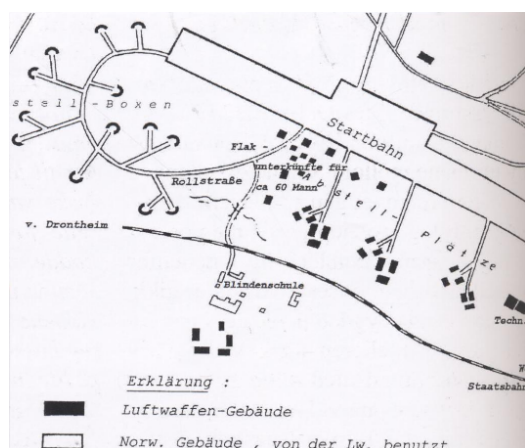 stell-Boxen
Startbahn
Flak-
unterkünfte für
ca 60 Mann
Rollstraße
Abstell-
Plätze
v. Drontheim
Blindenschule
Techn.
Staatsbahn
Erklärung :
Luftwaffen-Gebäude
Norw. Gebäude , von der Lw. benutzt